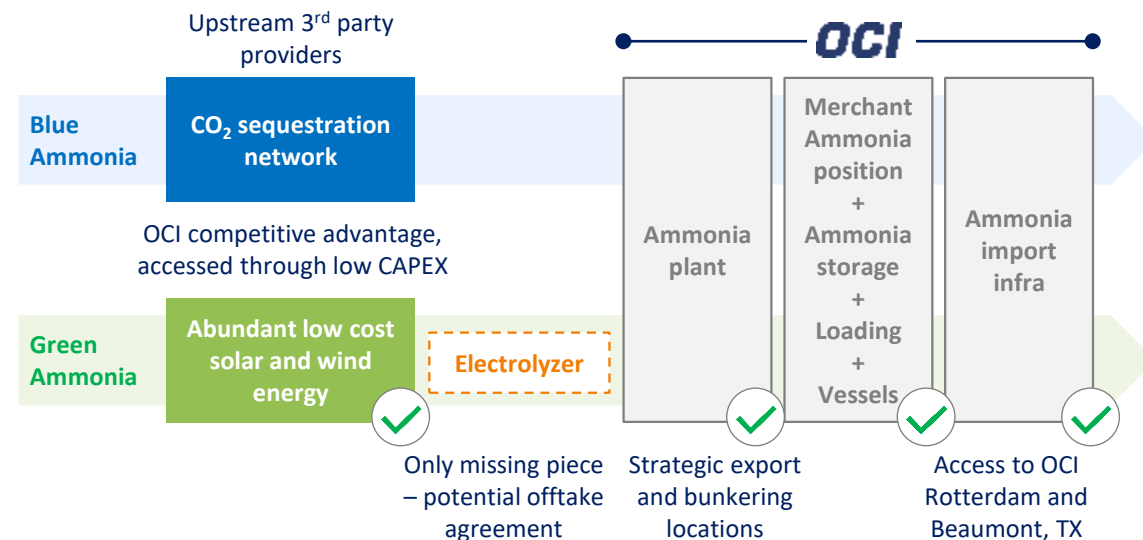 Upstream 3rd party
providers
OCI
Blue
Ammonia
CO2 sequestration
network
OCI competitive advantage,
accessed through low CAPEX
Green
Ammonia
Abundant low cost
solar and wind
energy
Electrolyzer
Ammonia
plant
Merchant
Ammonia
position
+
Ammonia
storage
+
Loading
+
Vessels
Ammonia
import
infra
Only missing piece
– potential offtake
agreement
Strategic export
and bunkering
locations
Access to OCI
Rotterdam and
Beaumont, TX